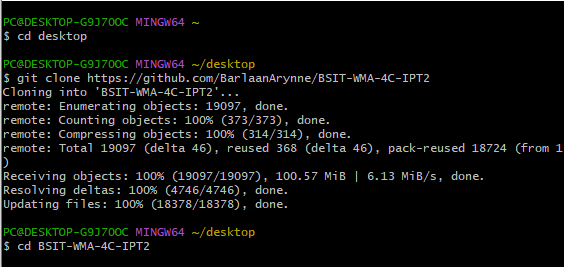 PC@DESKTOP-G9J7OOC MINGW64 ~
$ cd desktop
PC@DESKTOP-G9J7OOC MINGW64 ~/desktop
$ git clone https://github.com/BarlaanArynne/BSIT-WMA-4C-IPT2
Cloning into 'BSIT-WMA-4C-IPT2'...
remote: Enumerating objects: 19097, done.
remote: Counting objects: 100% (373/373), done.
remote: Compressing objects: 100% (314/314), done.
remote: Total 19097 (delta 46), reused 368 (delta 46), pack-reused 18724 (from 1
)
Receiving objects: 100% (19097/19097), 100.57 MiB | 6.13 MiB/s, done.
Resolving deltas: 100% (4746/4746), done.
Updating files: 100% (18378/18378), done.
PC@DESKTOP-G9J7OOC MINGW64 ~/desktop
$ cd BSIT-WMA-4C-IPT2